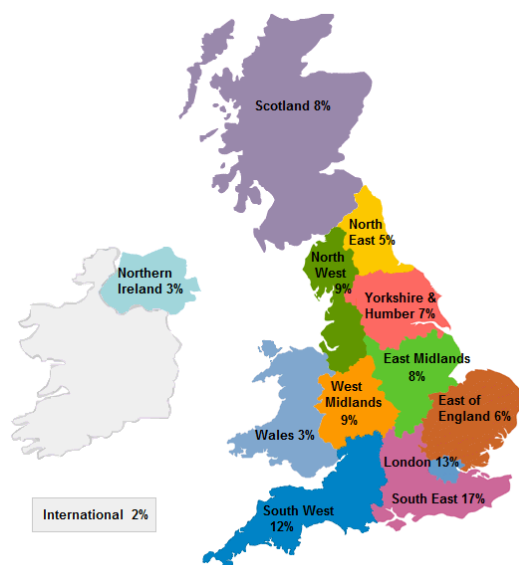 Scotland 8%
North
East 5%
North
West
9%
Northern
Ireland 3%
Yorkshire &
Humber 7%
East Midlands
8%
West
Midlands
9%
East of
England 6%
Wales 3%
London 13%
South East 17%
South West
12%
International 2%